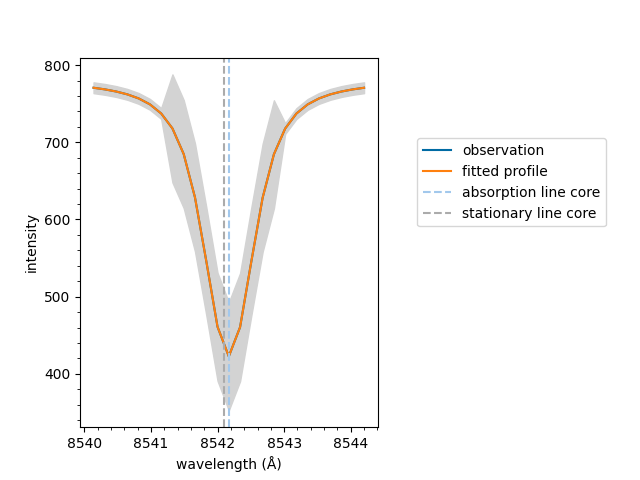 800
700
600
500
400
intensity
8540 8541 8542 8543 8544
wavelength (Å)
observation
fitted profile
absorption line core
stationary line core